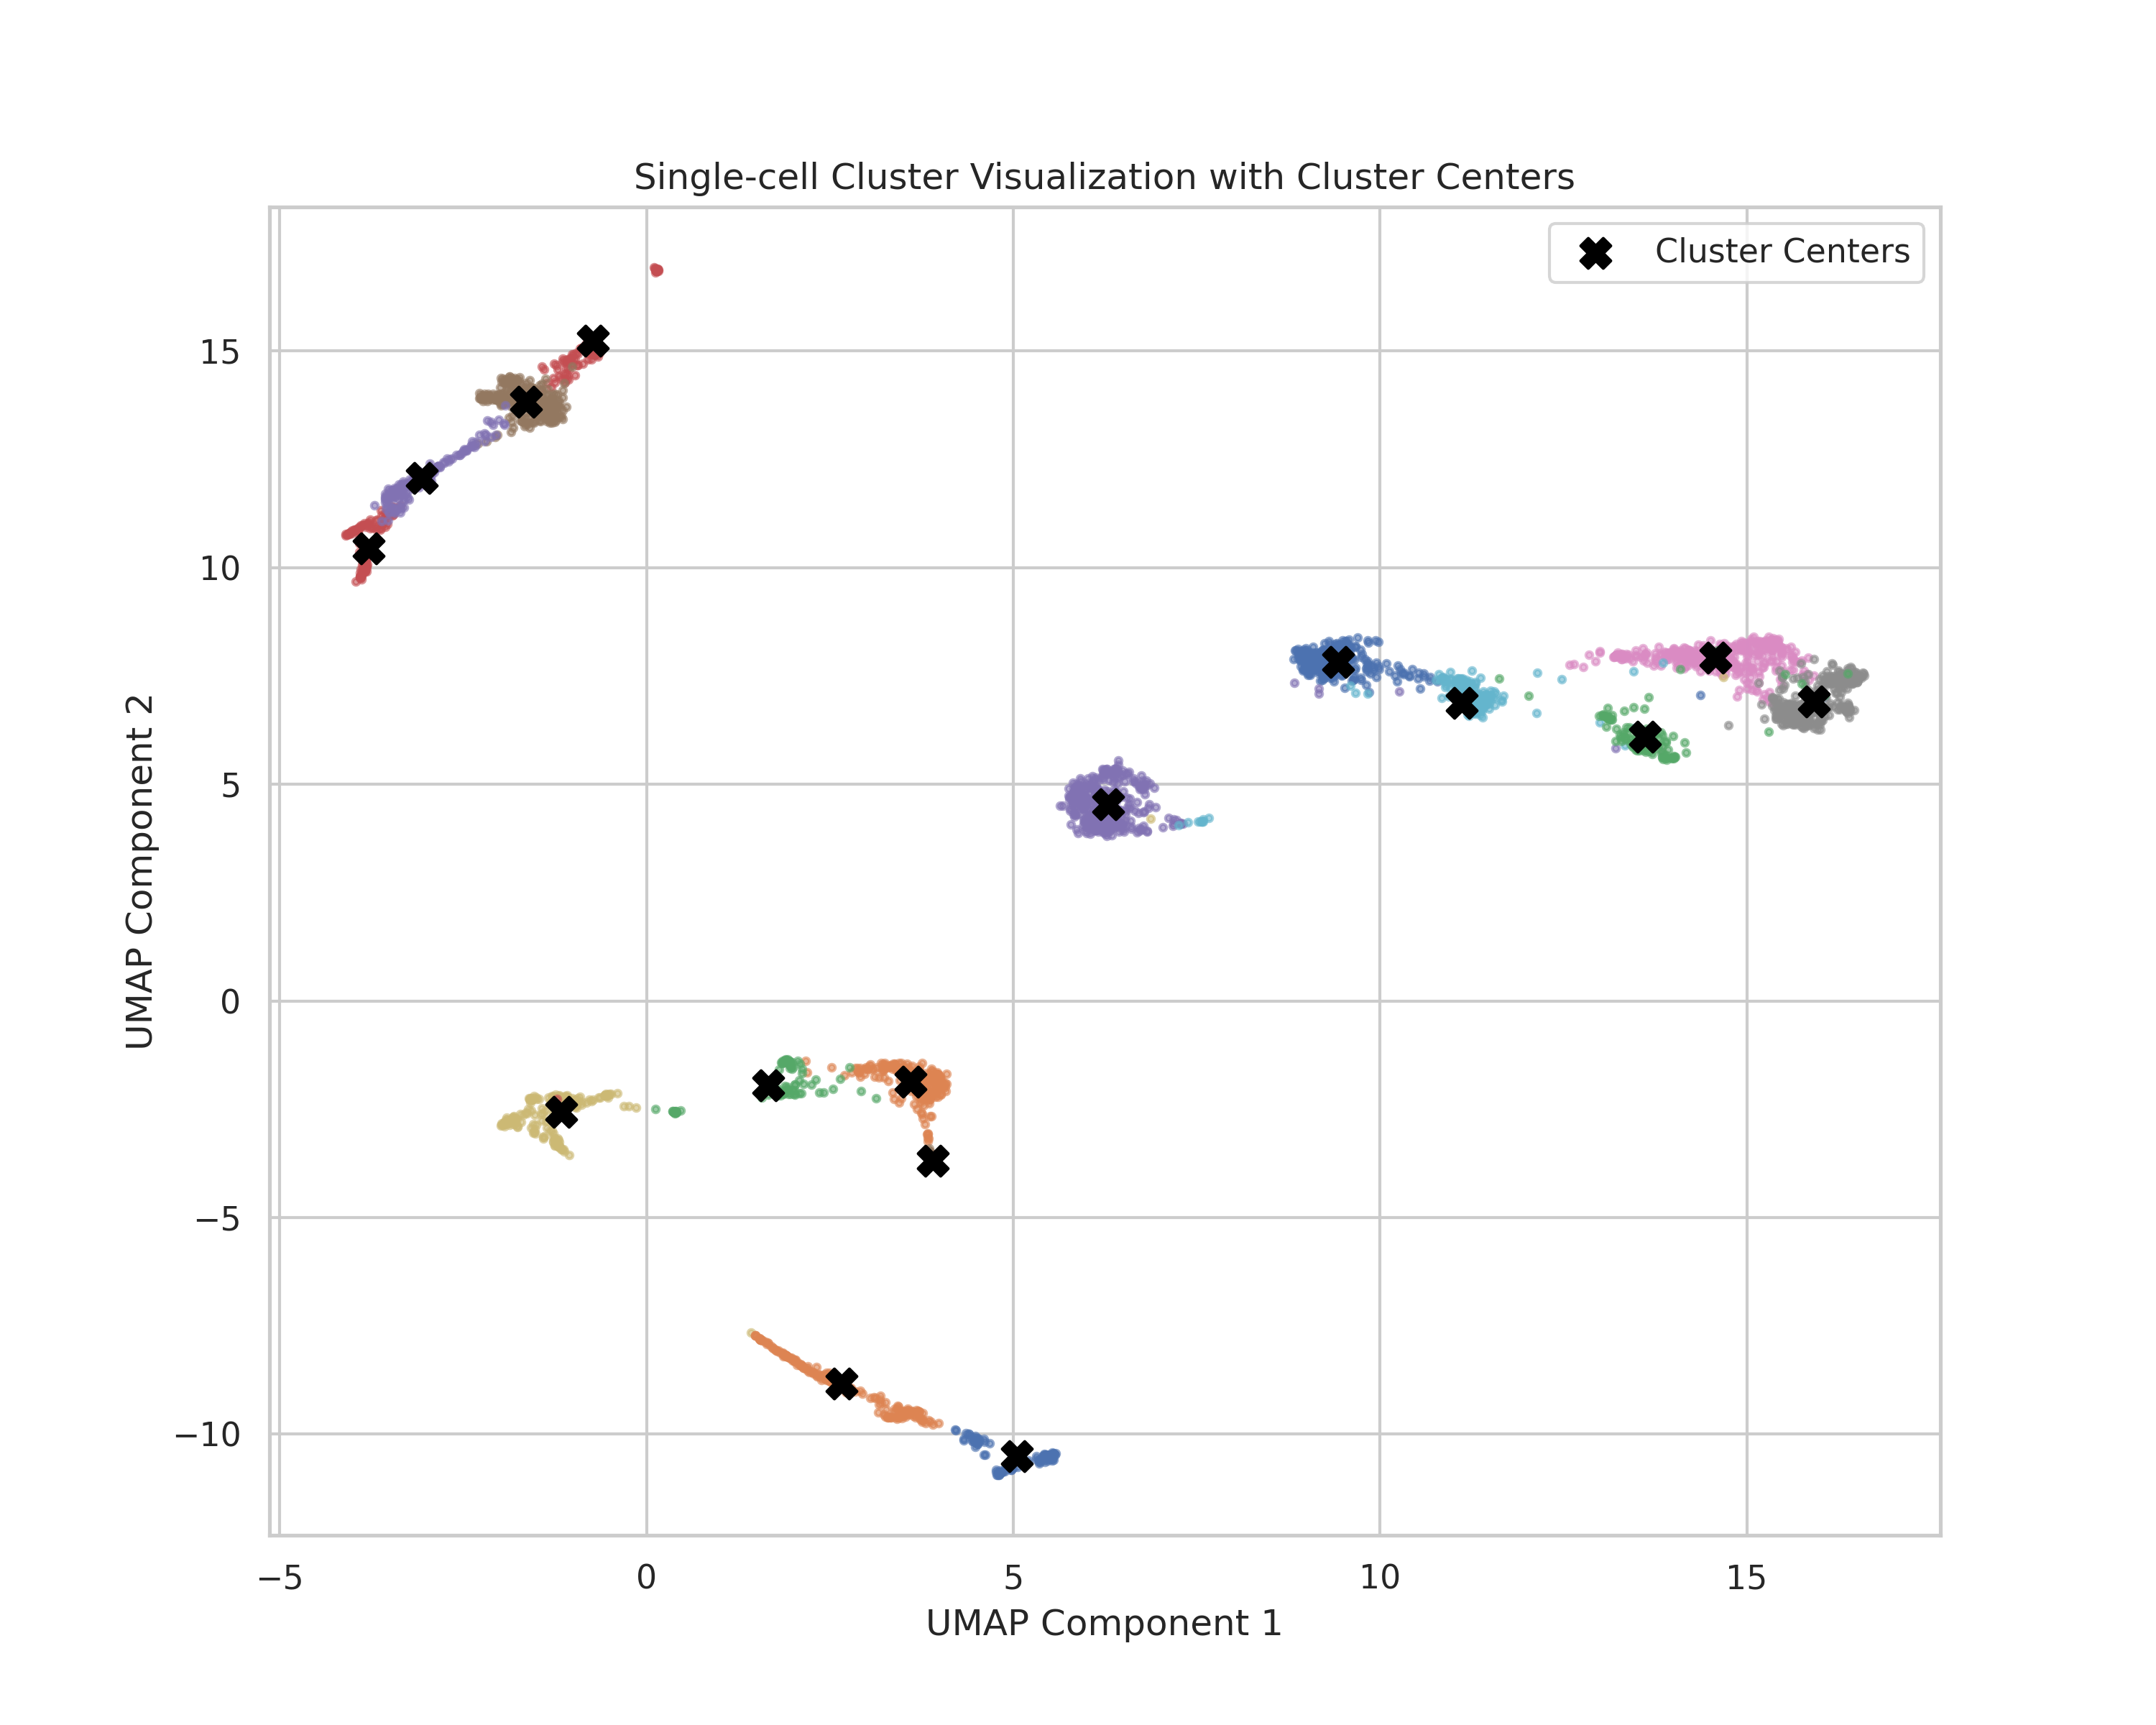 Single-cell Cluster Visualization with Cluster Centers
Cluster Centers
15
10
5
0
−5
−10
UMAP Component 2
−5 0 5 10 15
UMAP Component 1